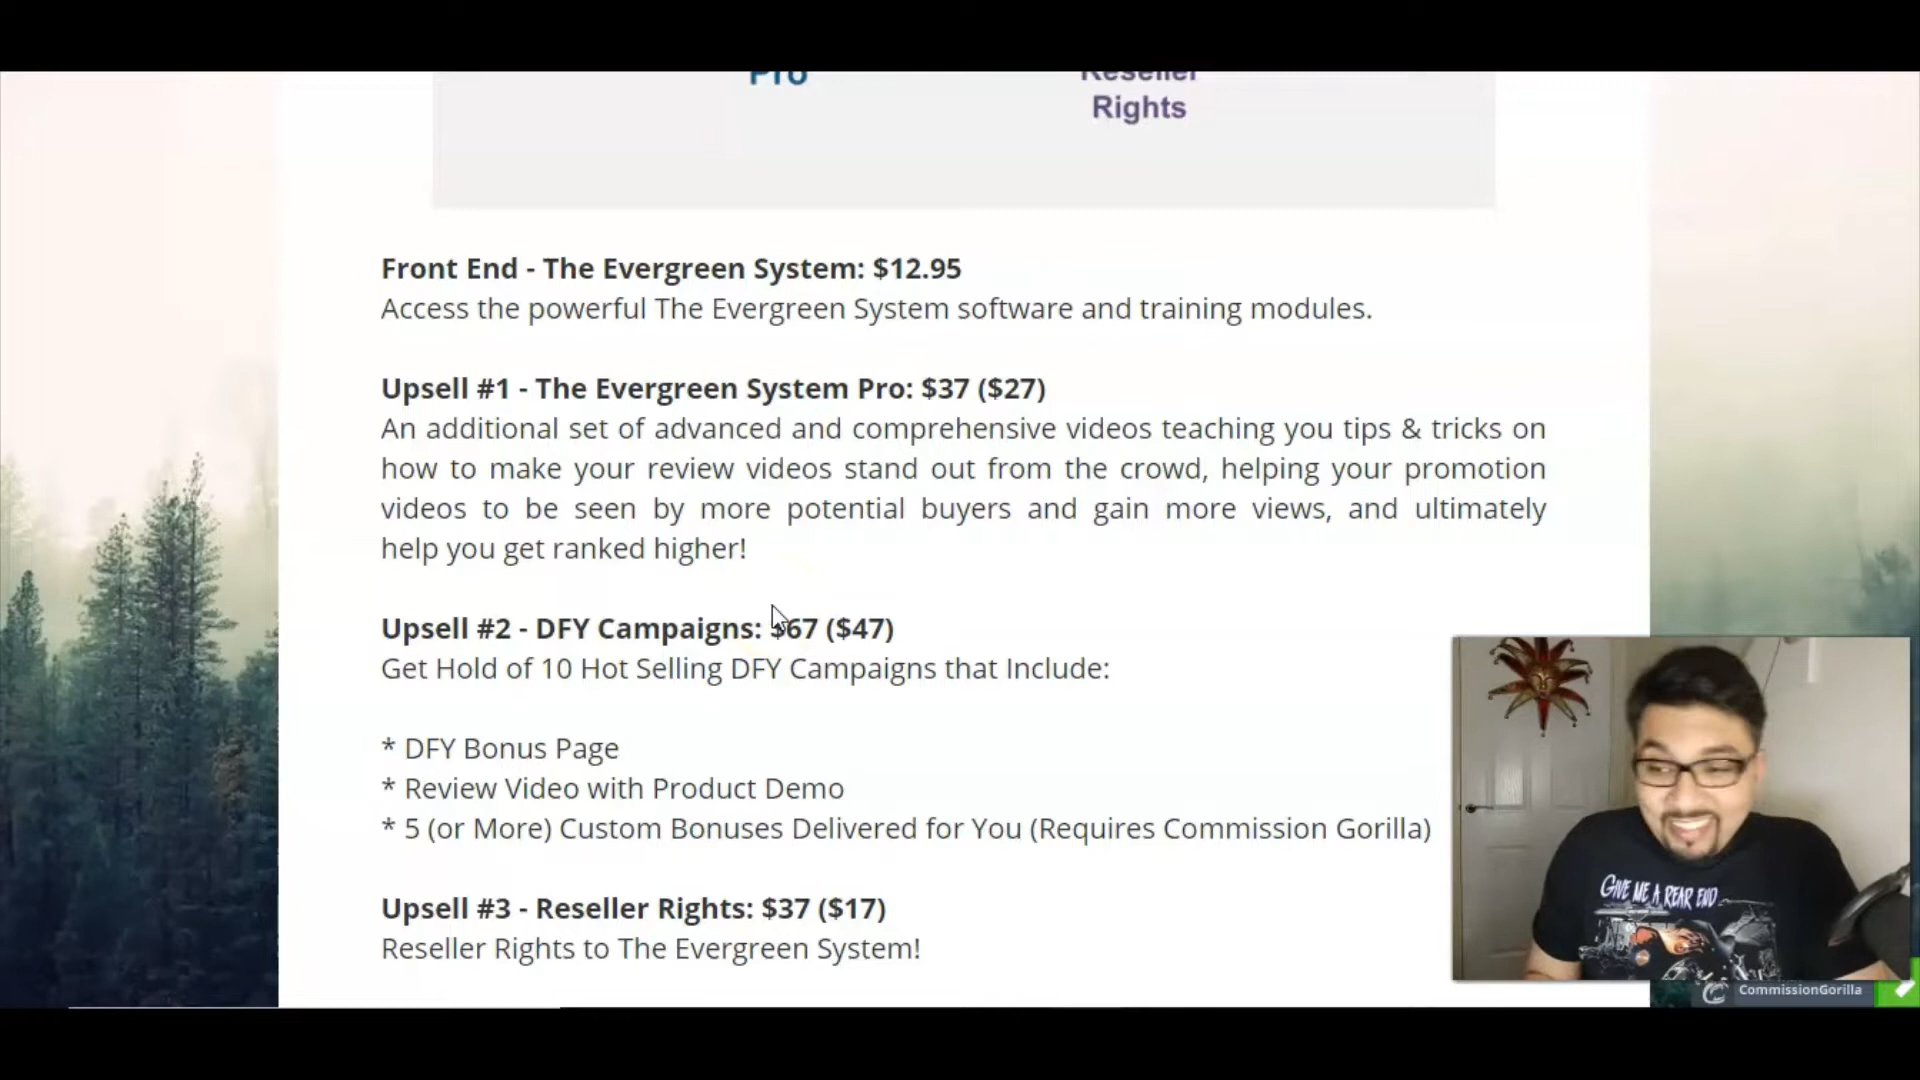 Pro
Reseller
Rights
Front End - The Evergreen System: $12.95
Access the powerful The Evergreen System software and training modules.
Upsell #1 - The Evergreen System Pro: $37 ($27)
An additional set of advanced and comprehensive videos teaching you tips & tricks on
how to make your review videos stand out from the crowd, helping your promotion
videos to be seen by more potential buyers and gain more views, and ultimately
help you get ranked higher!
Upsell #2 - DFY Campaigns: $67 ($47)
Get Hold of 10 Hot Selling DFY Campaigns that Include:
* DFY Bonus Page
* Review Video with Product Demo
* 5 (or More) Custom Bonuses Delivered for You (Requires Commission Gorilla)
Upsell #3 - Reseller Rights: $37 ($17)
Reseller Rights to The Evergreen System!
GIVE ME A REAR END
CommissionGorilla